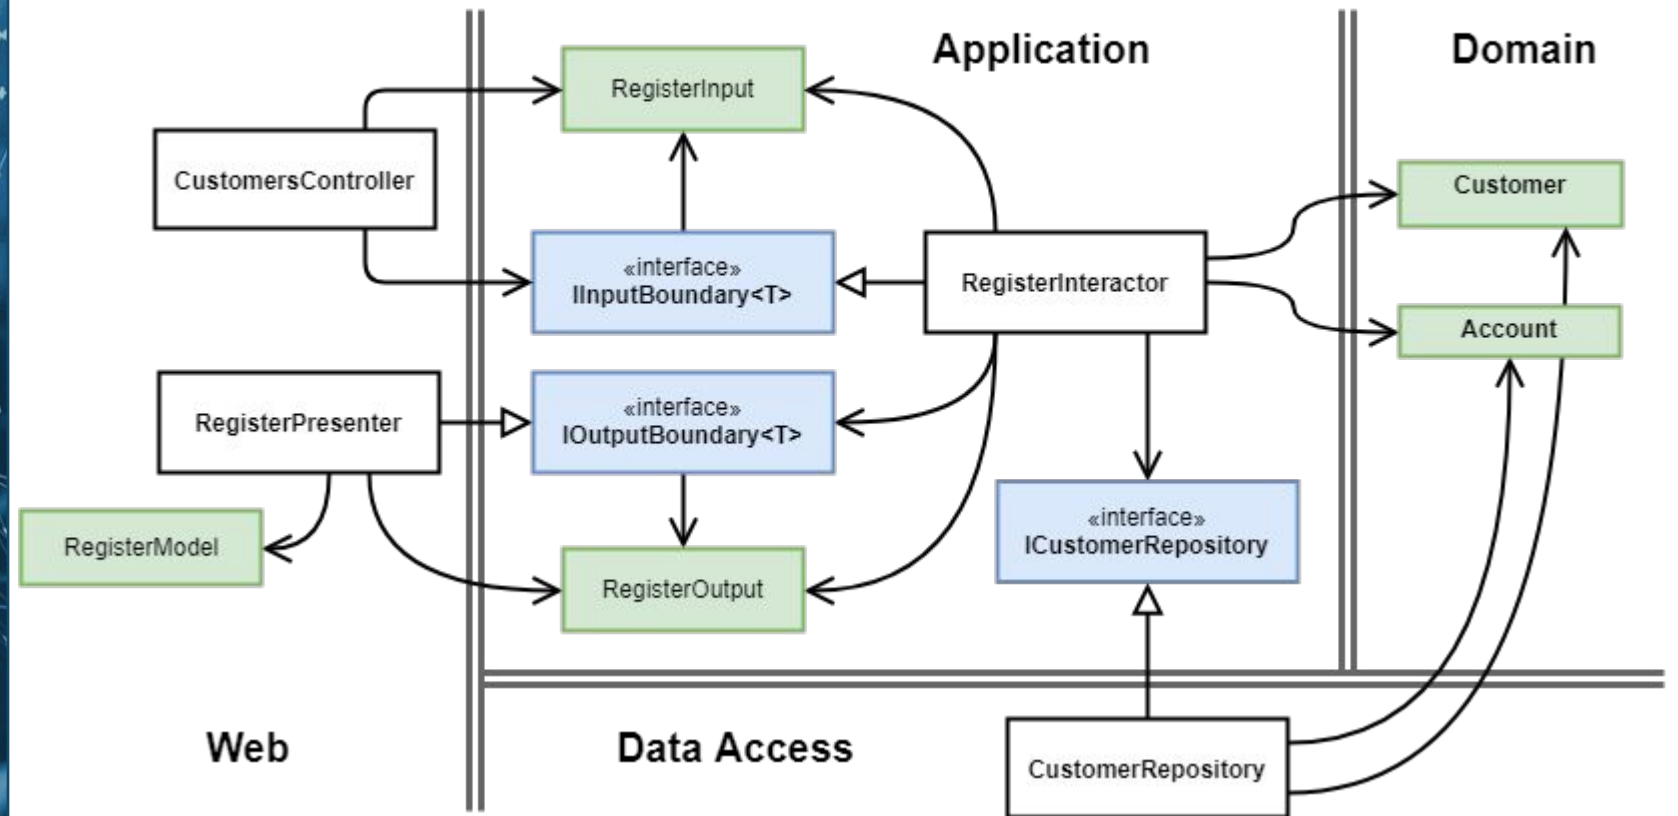 Application
Domain
RegisterInput
CustomersController
Customer
«interface»
IInputBoundary<T>
RegisterInteractor
Account
RegisterPresenter
«interface»
IOutputBoundary<T>
«interface»
ICustomerRepository
RegisterModel
RegisterOutput
Web
Data Access
CustomerRepository